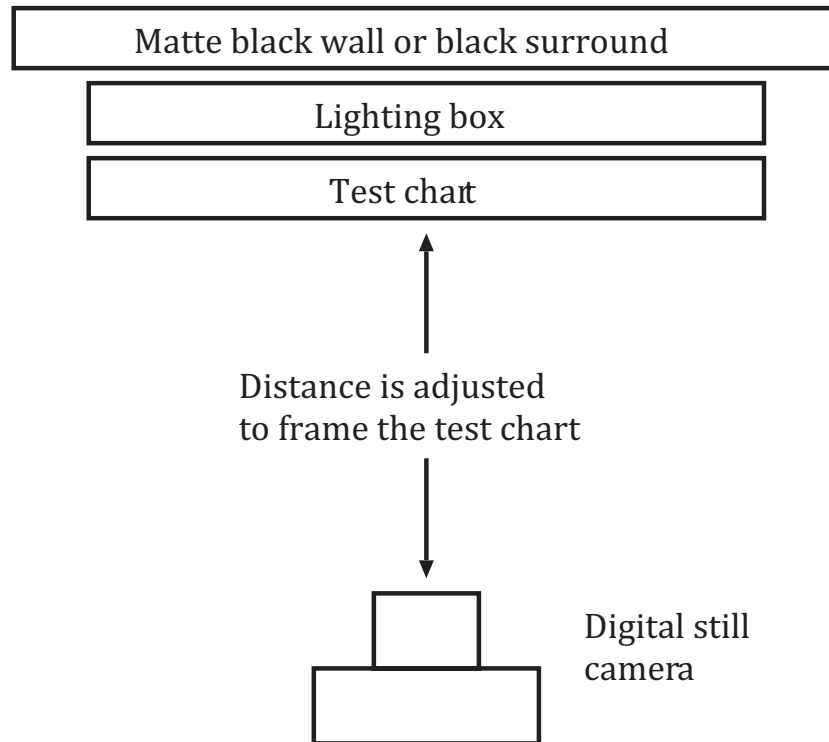 Matte black wall or black surround
Lighting box
Test chart
Distance is adjusted
to frame the test chart
Digital still
camera